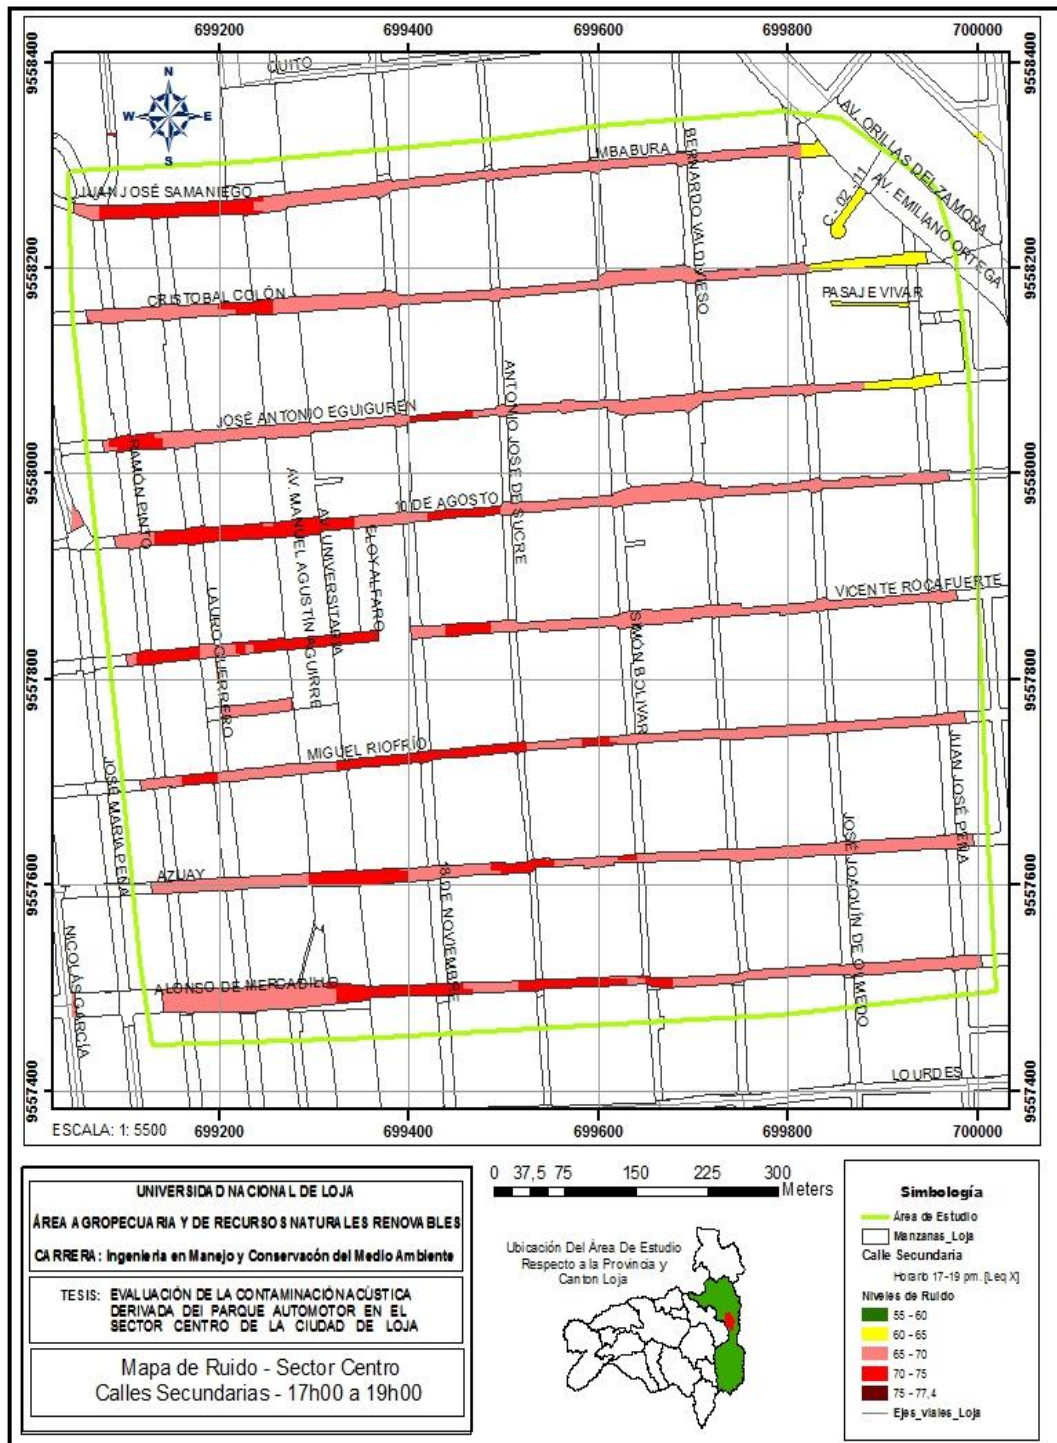 699200 699400 699600 699800 700000
9558400
9558400
QUITO
N
W E
S
AV. ORILLAS DEL ZAMORA
AV. EMILIANO ORTEGA
C - 02 - 11
MBABURA
BERNARDO VALDIVIESO
JUAN JOSÉ SAMANIEGO
9558200
9558200
CRISTOBAL COLÓN
PASAJE VIVAR
ANTONIO JOSE DE SUCRE
JOSÉ ANTONIO EGUIGUREN
RAMÓN PINTO
9558000
9558000
AV. MANUEL AGUSTÍN AGUIRRE
AV. UNIVERSITARIA
ELOY ALFARO
10 DE AGOSTO
LAURO GUERRERO
VICENTE ROCAFUERTE
SIMÓN BOLIVAR
9557800
9557800
MIGUEL RIOFRÍO
JOSÉ MARIA PEÑA
JUAN JOSÉ PEÑA
JOSÉ JOAQUÍN DE OLMEDO
AZUAY
18 DE NOVIEMBRE
9557600
9557600
NICOLÁS GARCÍA
ALONSO DE MERCADILLO
LOURDES
9557400
9557400
ESCALA: 1: 5500
699200 699400 699600 699800 700000
UNIVERSIDAD NACIONAL DE LOJA
ÁREA AGROPECUARIA Y DE RECURSOS NATURALES RENOVABLES
CARRERA: Ingenieria en Manejo y Conservacón del Medio Ambiente
TESIS: EVALUACIÓN DE LA CONTAMINACIÓN ACÚSTICA
DERIVADA DEl PARQUE AUTOMOTOR EN EL
SECTOR CENTRO DE LA CIUDAD DE LOJA
Mapa de Ruido - Sector Centro
Calles Secundarias - 17h00 a 19h00
0 37,5 75 150 225 300
Meters
Ubicación Del Área De Estudio
Respecto a la Provincia y
Canton Loja
Simbología
Área de Estudio
Manzanas_Loja
Calle Secundaria
Horario 17-19 pm. [Leq X]
Niveles de Ruido
55 - 60
60 - 65
65 - 70
70 - 75
75 - 77,4
Ejes_viales_Loja